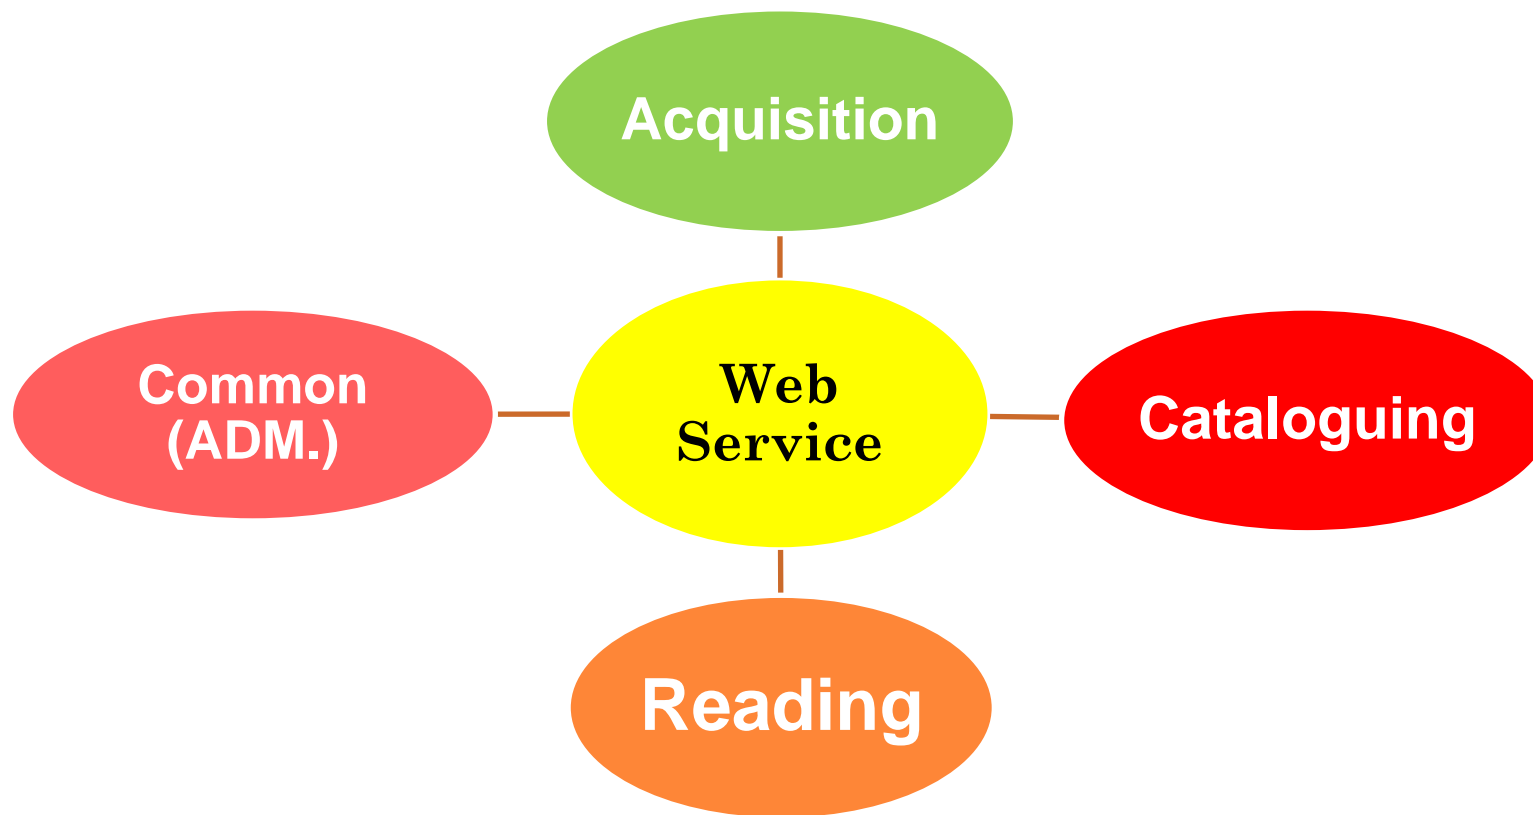 Acquisition
Common
(ADM.)
Web
Service
Cataloguing
Reading